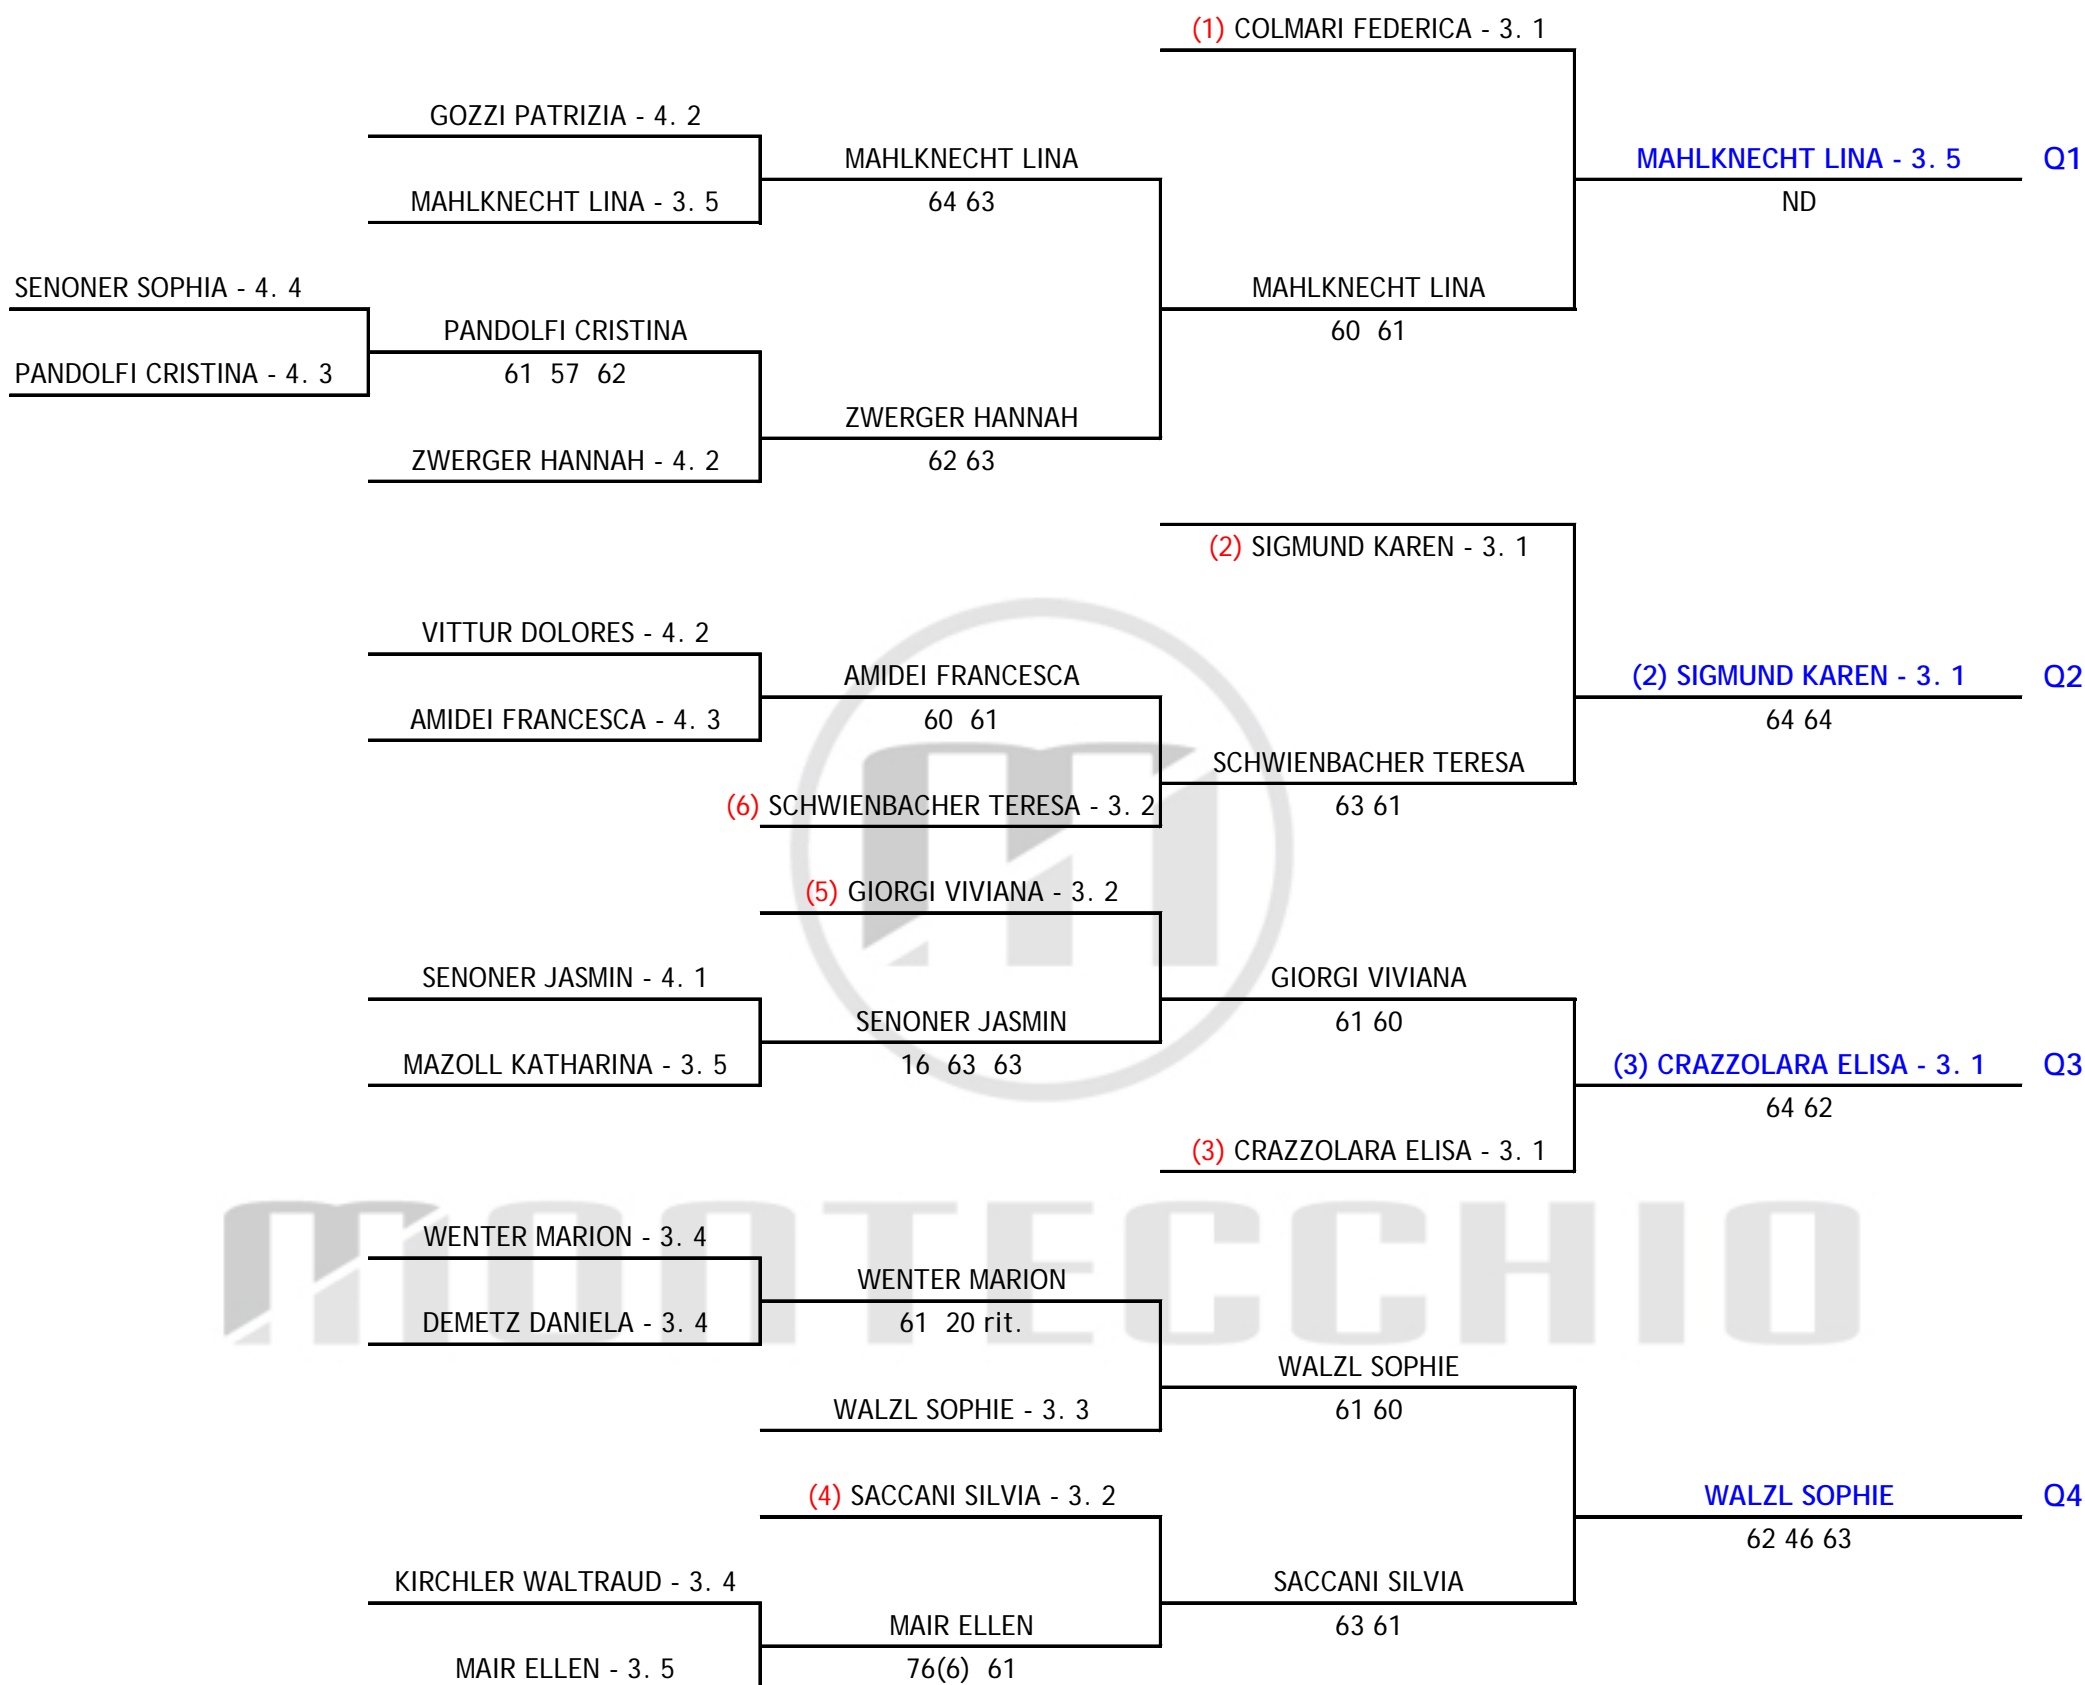 (1) COLMARI FEDERICA - 3. 1
GOZZI PATRIZIA - 4. 2
MAHLKNECHT LINA
MAHLKNECHT LINA - 3. 5 Q1
MAHLKNECHT LINA - 3. 5
64 63
ND
SENONER SOPHIA - 4. 4
MAHLKNECHT LINA
PANDOLFI CRISTINA
60 61
PANDOLFI CRISTINA - 4. 3
61 57 62
ZWERGER HANNAH
ZWERGER HANNAH - 4. 2
62 63
(2) SIGMUND KAREN - 3. 1
VITTUR DOLORES - 4. 2
AMIDEI FRANCESCA
(2) SIGMUND KAREN - 3. 1 Q2
AMIDEI FRANCESCA - 4. 3
60 61
64 64
SCHWIENBACHER TERESA
(6) SCHWIENBACHER TERESA - 3. 2
63 61
(5) GIORGI VIVIANA - 3. 2
SENONER JASMIN - 4. 1
GIORGI VIVIANA
SENONER JASMIN
61 60
MAZOLL KATHARINA - 3. 5
16 63 63
(3) CRAZZOLARA ELISA - 3. 1 Q3
64 62
(3) CRAZZOLARA ELISA - 3. 1
MONTECCHIO
WENTER MARION - 3. 4
WENTER MARION
DEMETZ DANIELA - 3. 4
61 20 rit.
WALZL SOPHIE
WALZL SOPHIE - 3. 3
61 60
(4) SACCANI SILVIA - 3. 2
WALZL SOPHIE Q4
62 46 63
KIRCHLER WALTRAUD - 3. 4
SACCANI SILVIA
MAIR ELLEN
63 61
MAIR ELLEN - 3. 5
76(6) 61